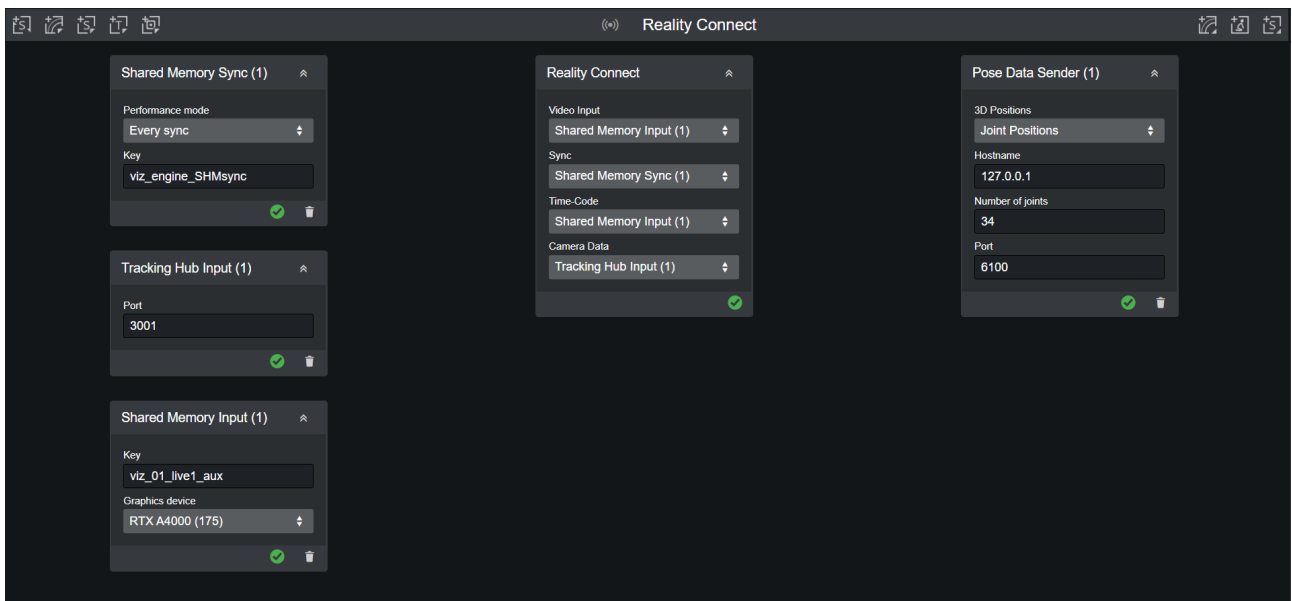 Reality Connect
Shared Memory Sync (1)
Performance mode
Every sync
Key
viz_engine_SHMsync
Tracking Hub Input (1)
Port
3001
Shared Memory Input (1)
Key
viz_01_live1_aux
Graphics device
RTX A4000 (175)
Reality Connect
Video Input
Shared Memory Input (1)
Sync
Shared Memory Sync (1)
Time-Code
Shared Memory Input (1)
Camera Data
Tracking Hub Input (1)
Pose Data Sender (1)
3D Positions
Joint Positions
Hostname
127.0.0.1
Number of joints
34
Port
6100